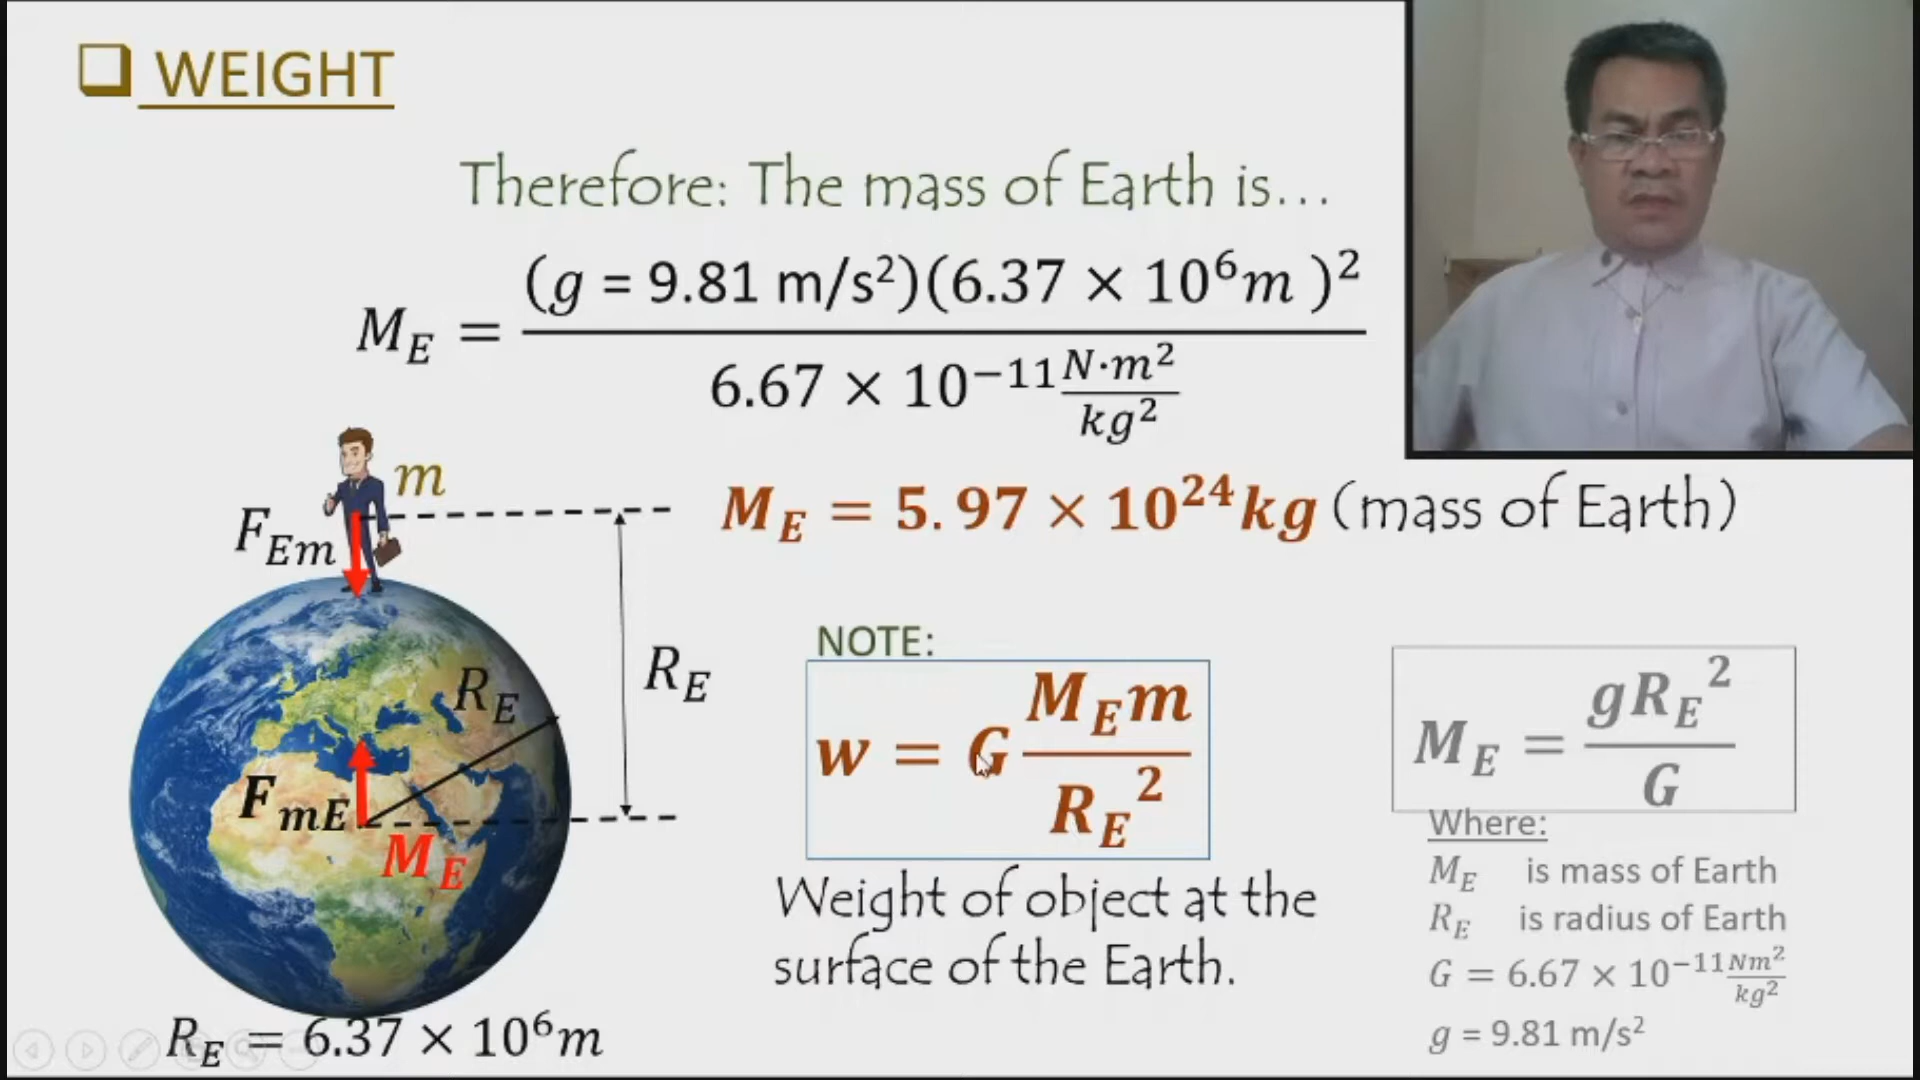 ❑ WEIGHT
Therefore: The mass of Earth is...
M_E = (g = 9.81 m/s²)(6.37 × 10⁶m )² / 6.67 × 10⁻¹¹ N·m²/kg²
m
F_Em
M_E = 5.97 × 10²⁴kg (mass of Earth)
R_E
R_E
F_mE
M_E
R_E = 6.37 × 10⁶m
NOTE:
w = G M_E m / R_E²
Weight of object at the
surface of the Earth.
M_E = gR_E² / G
Where:
M_E is mass of Earth
R_E is radius of Earth
G = 6.67 × 10⁻¹¹ Nm²/kg²
g = 9.81 m/s²